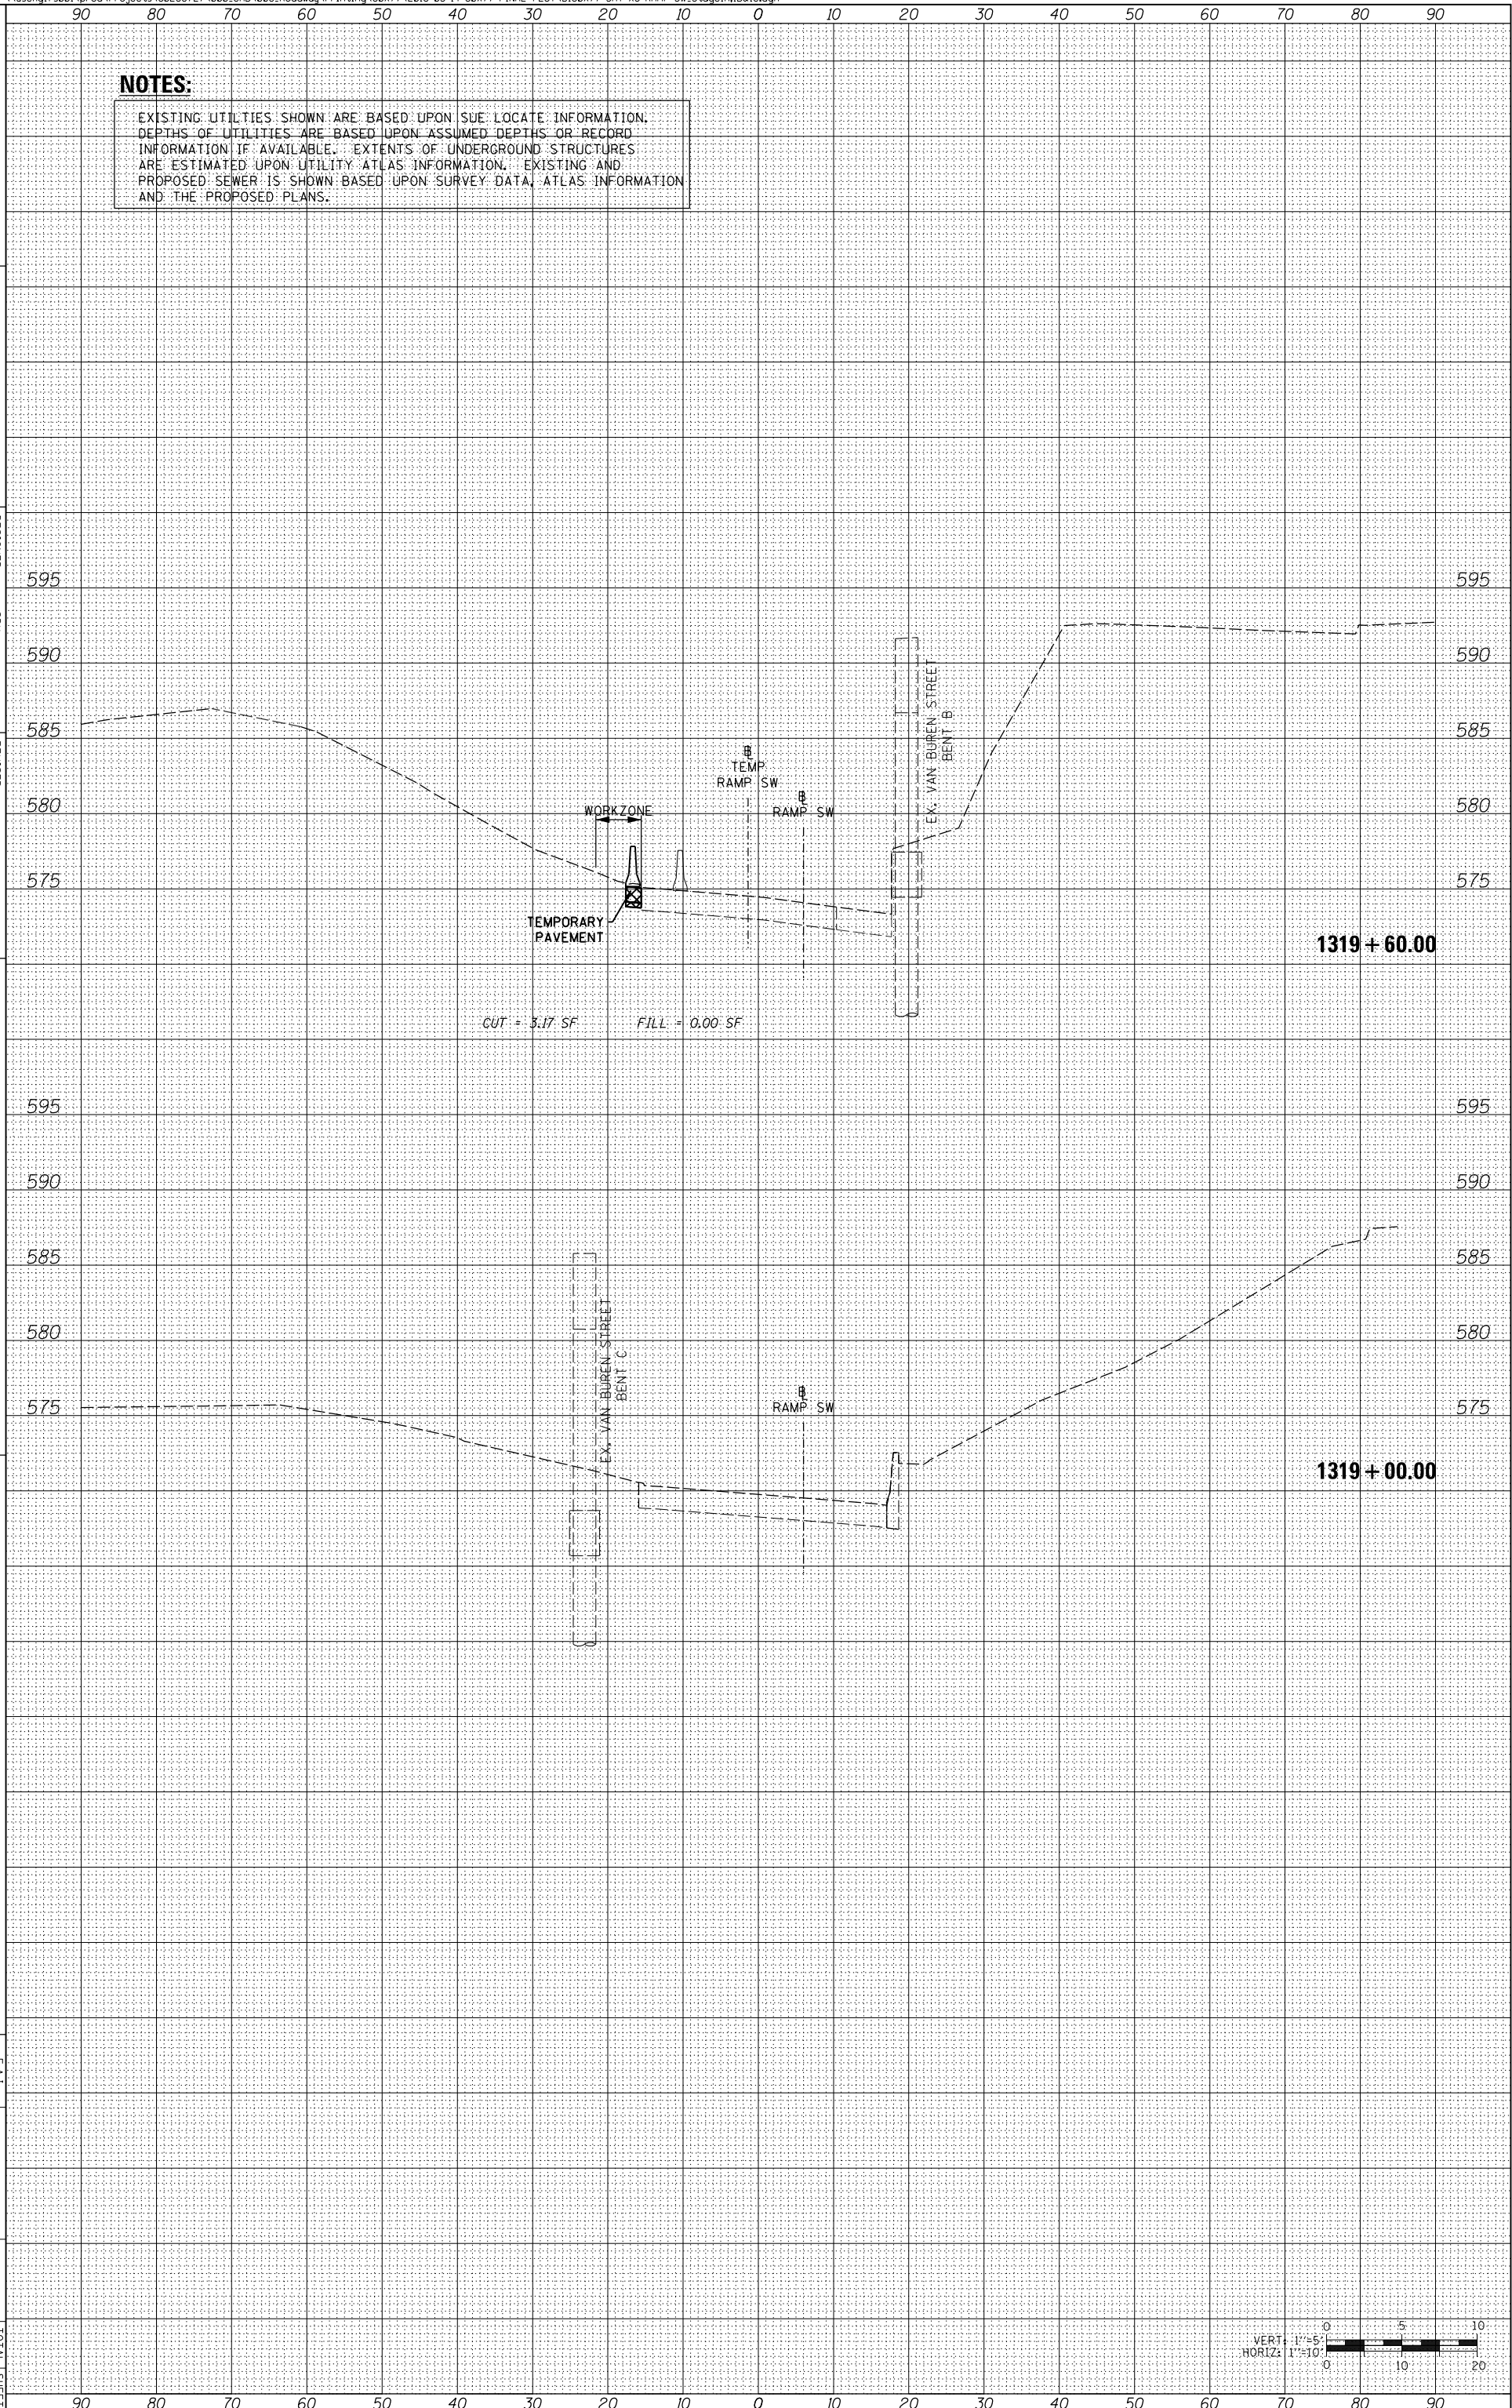 90 80 70 60 50 40 30 20 10 0 10 20 30 40 50 60 70 80 90
NOTES:
EXISTING UTILTIES SHOWN ARE BASED UPON SUE LOCATE INFORMATION.
DEPTHS OF UTILITIES ARE BASED UPON ASSUMED DEPTHS OR RECORD
INFORMATION IF AVAILABLE. EXTENTS OF UNDERGROUND STRUCTURES
ARE ESTIMATED UPON UTILITY ATLAS INFORMATION. EXISTING AND
PROPOSED SEWER IS SHOWN BASED UPON SURVEY DATA, ATLAS INFORMATION
AND THE PROPOSED PLANS.
595 595
590 590
585 585
580 580
575 575
EX. VAN BUREN STREET
BENT B
TEMP
RAMP SW
RAMP SW
WORKZONE
TEMPORARY
PAVEMENT
1319 + 60.00
CUT = 3.17 SF FILL = 0.00 SF
595 595
590 590
585 585
580 580
575 575
EX. VAN BUREN STREET
BENT C
RAMP SW
1319 + 00.00
0 5 10
VERT: 1"=5'
HORIZ: 1"=10'
0 10 20
90 80 70 60 50 40 30 20 10 0 10 20 30 40 50 60 70 80 90